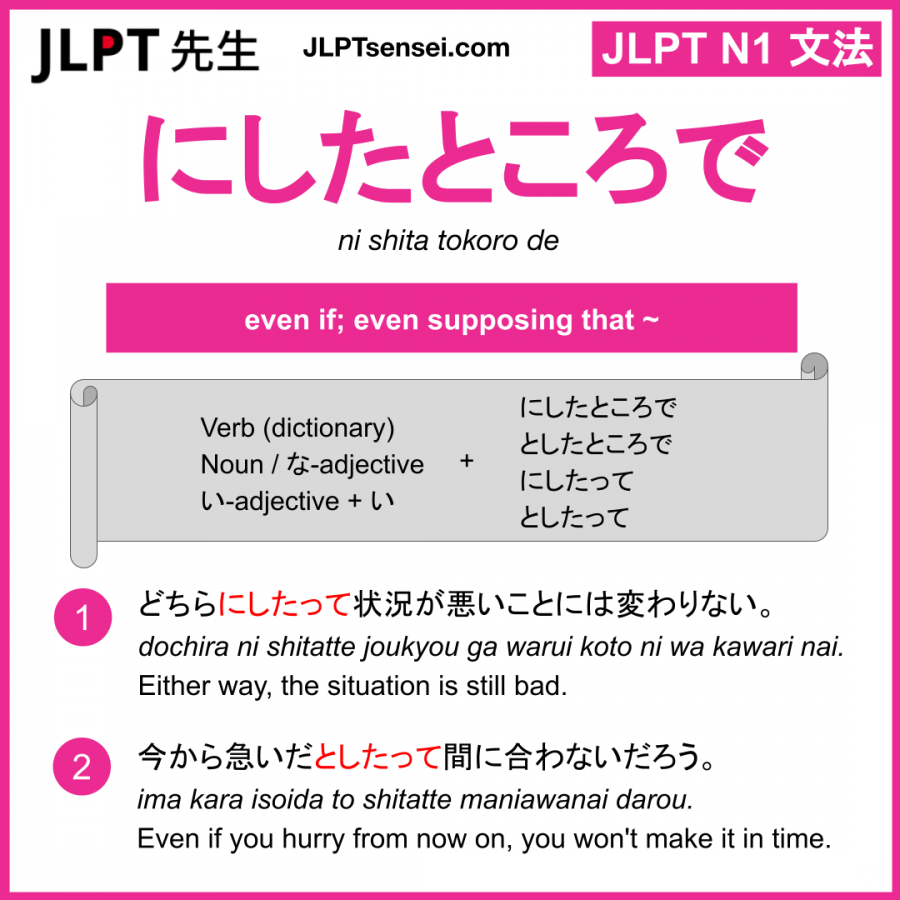 JLPT 先生
JLPTsensei.com
JLPT N1 文法
にしたところで
ni shita tokoro de
even if; even supposing that ~
Verb (dictionary)
Noun / な-adjective
い-adjective + い
+
にしたところで
としたところで
にしたって
としたって
1
どちらにしたって状況が悪いことには変わりない。
dochira ni shitatte joukyou ga warui koto ni wa kawari nai.
Either way, the situation is still bad.
2
今から急いだとしたって間に合わないだろう。
ima kara isoida to shitatte maniawanai darou.
Even if you hurry from now on, you won't make it in time.